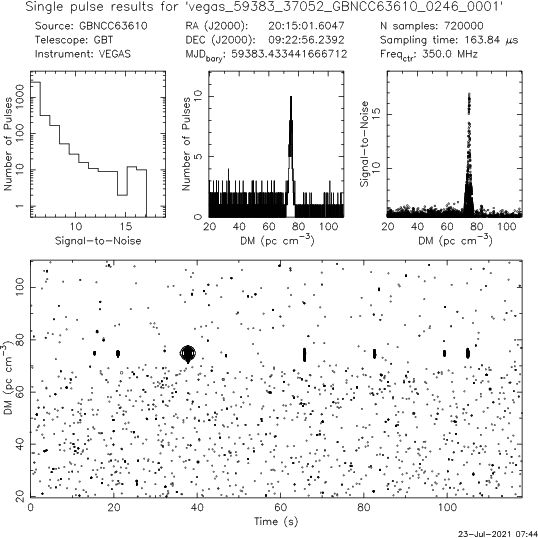 Single pulse results for 'vegas_59383_37052_GBNCC63610_0246_0001'
Source: GBNCC63610
RA (J2000): 20:15:01.6047
N samples: 720000
Telescope: GBT
DEC (J2000): 09:22:56.2392
Sampling time: 163.84 μs
Instrument: VEGAS
MJDbary: 59383.433441666712
Freqctr: 350.0 MHz
Number of Pulses
1 10 100 1000
10 15
Signal-to-Noise
Number of Pulses
0 5 10
20 40 60 80 100
DM (pc cm-3)
Signal-to-Noise
10 15
20 40 60 80 100
DM (pc cm-3)
DM (pc cm-3)
20 40 60 80 100
0 20 40 60 80 100
Time (s)
23-Jul-2021 07:44